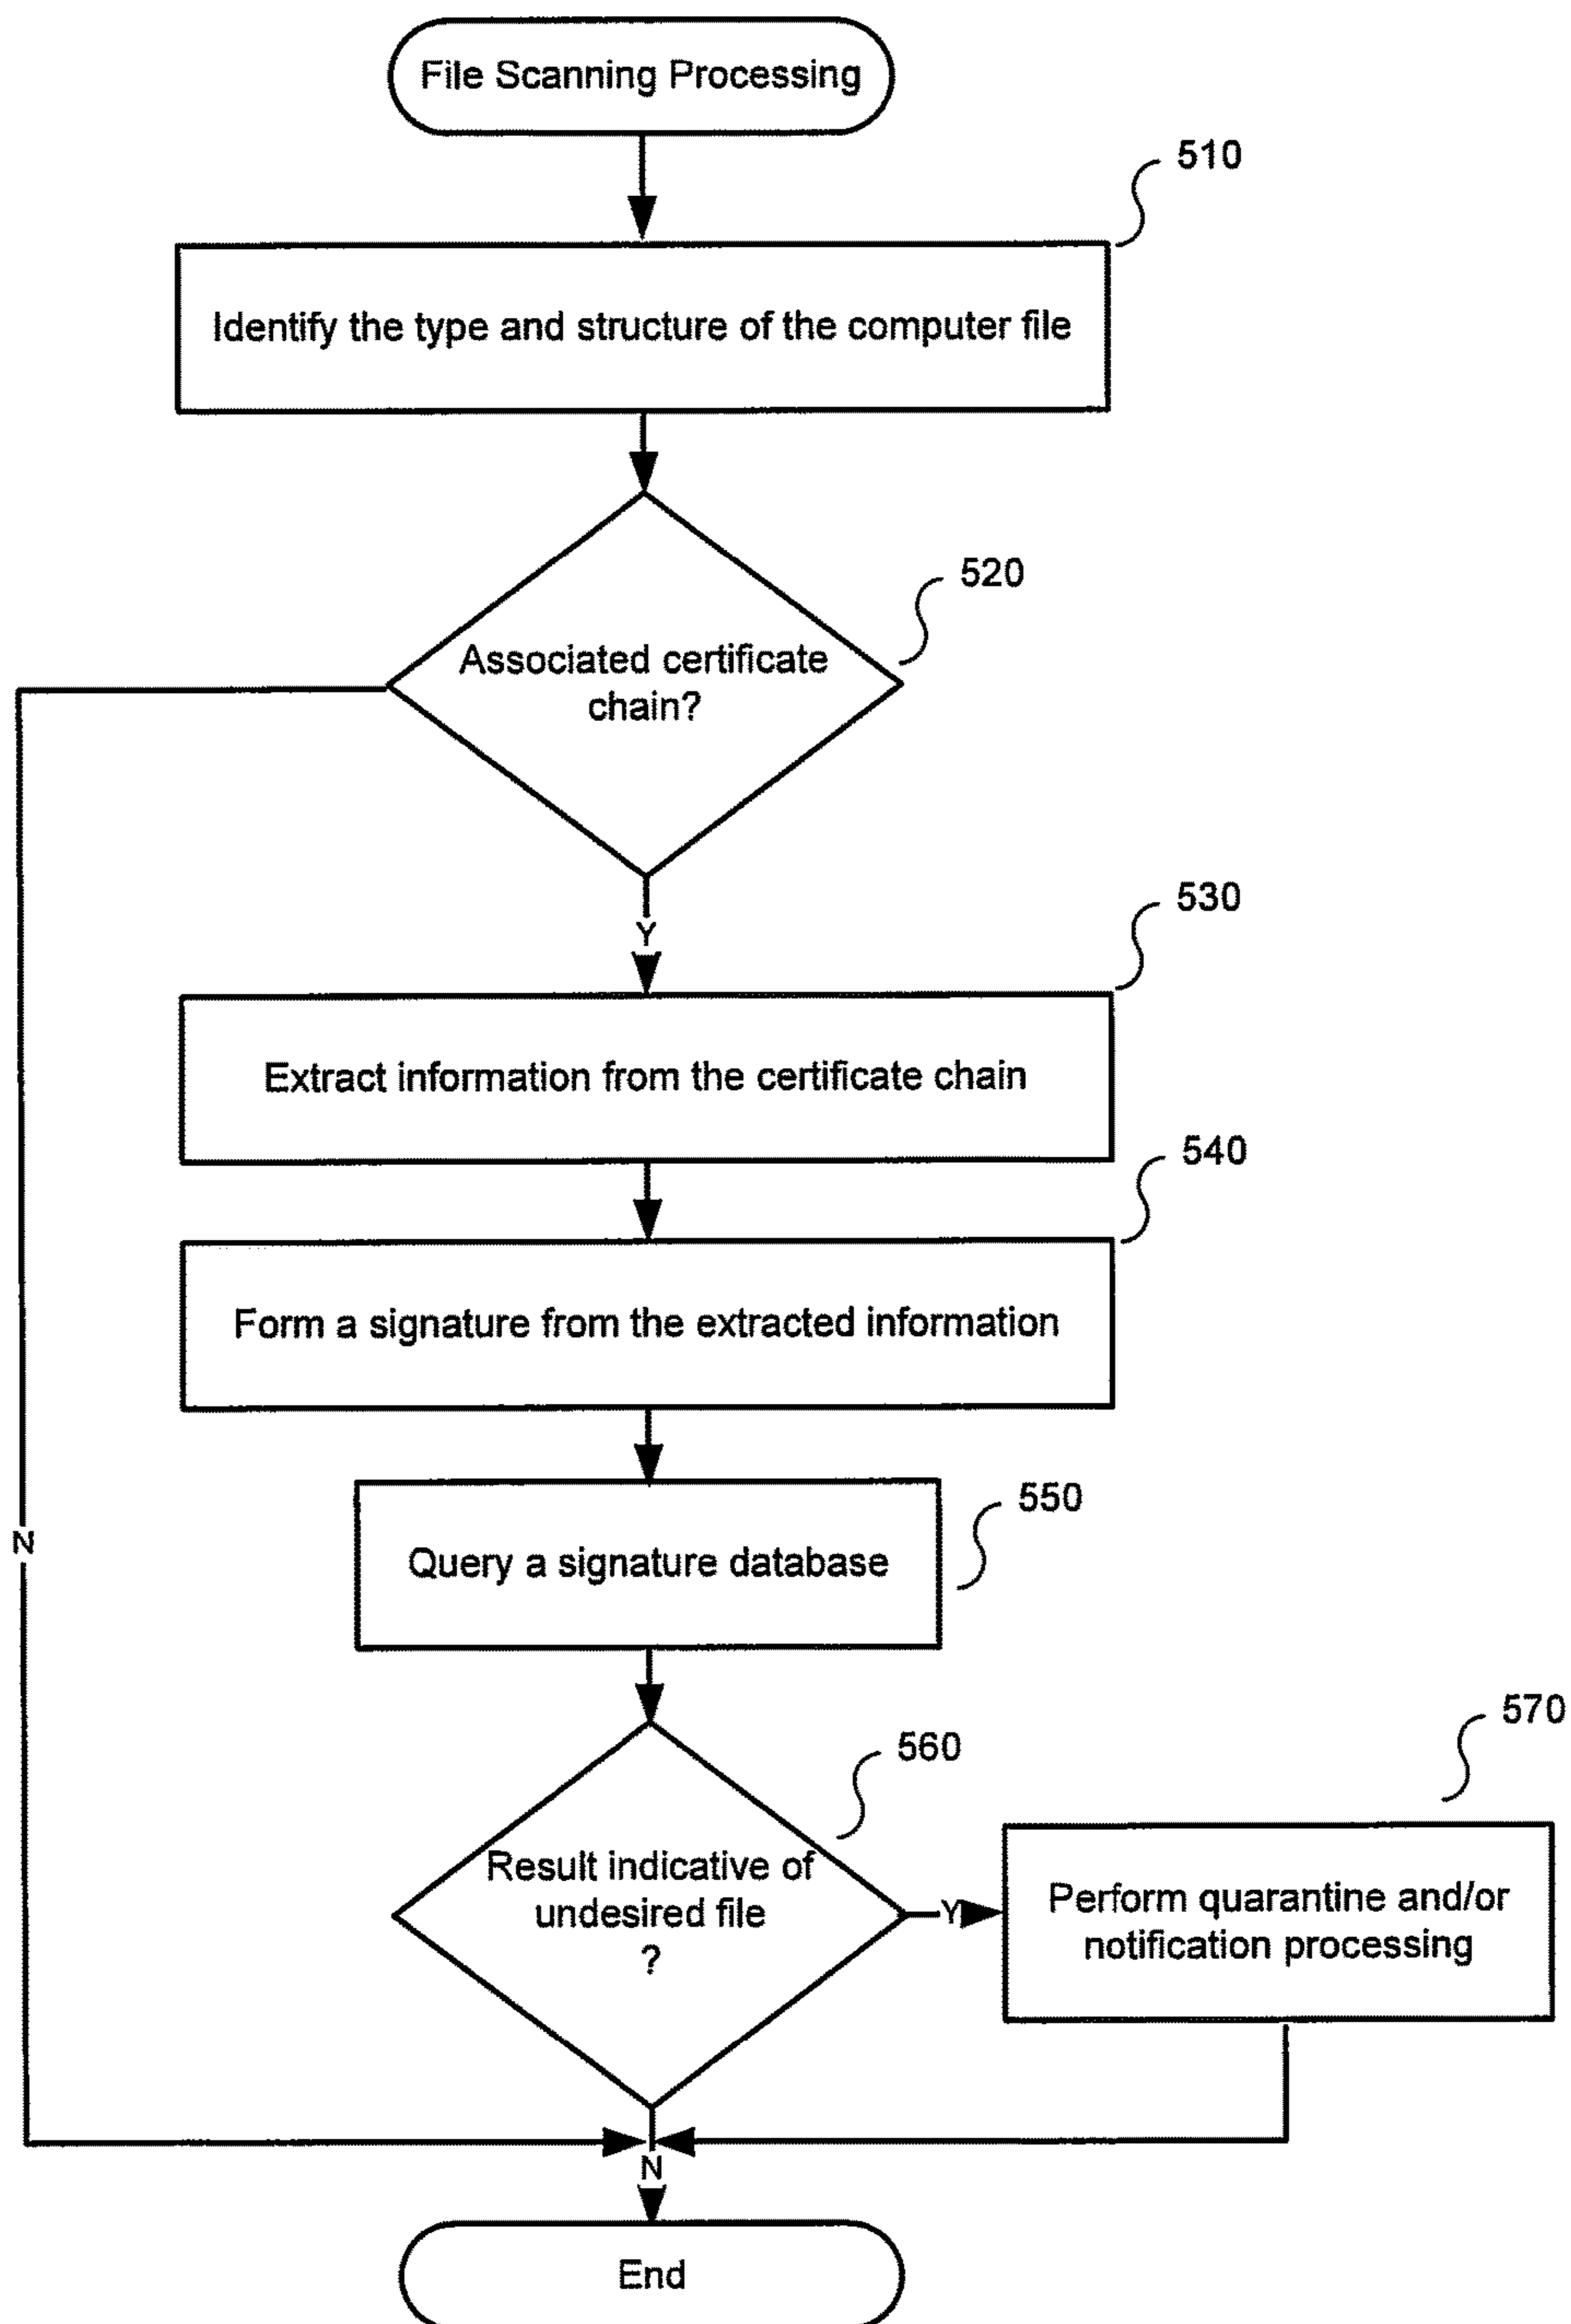 File Scanning Processing
510
Identify the type and structure of the computer file
520
Associated certificate
chain?
Y
530
Extract information from the certificate chain
540
Form a signature from the extracted information
550
Query a signature database
N
560
570
Result indicative of
undesired file
?
Y
Perform quarantine and/or
notification processing
N
End